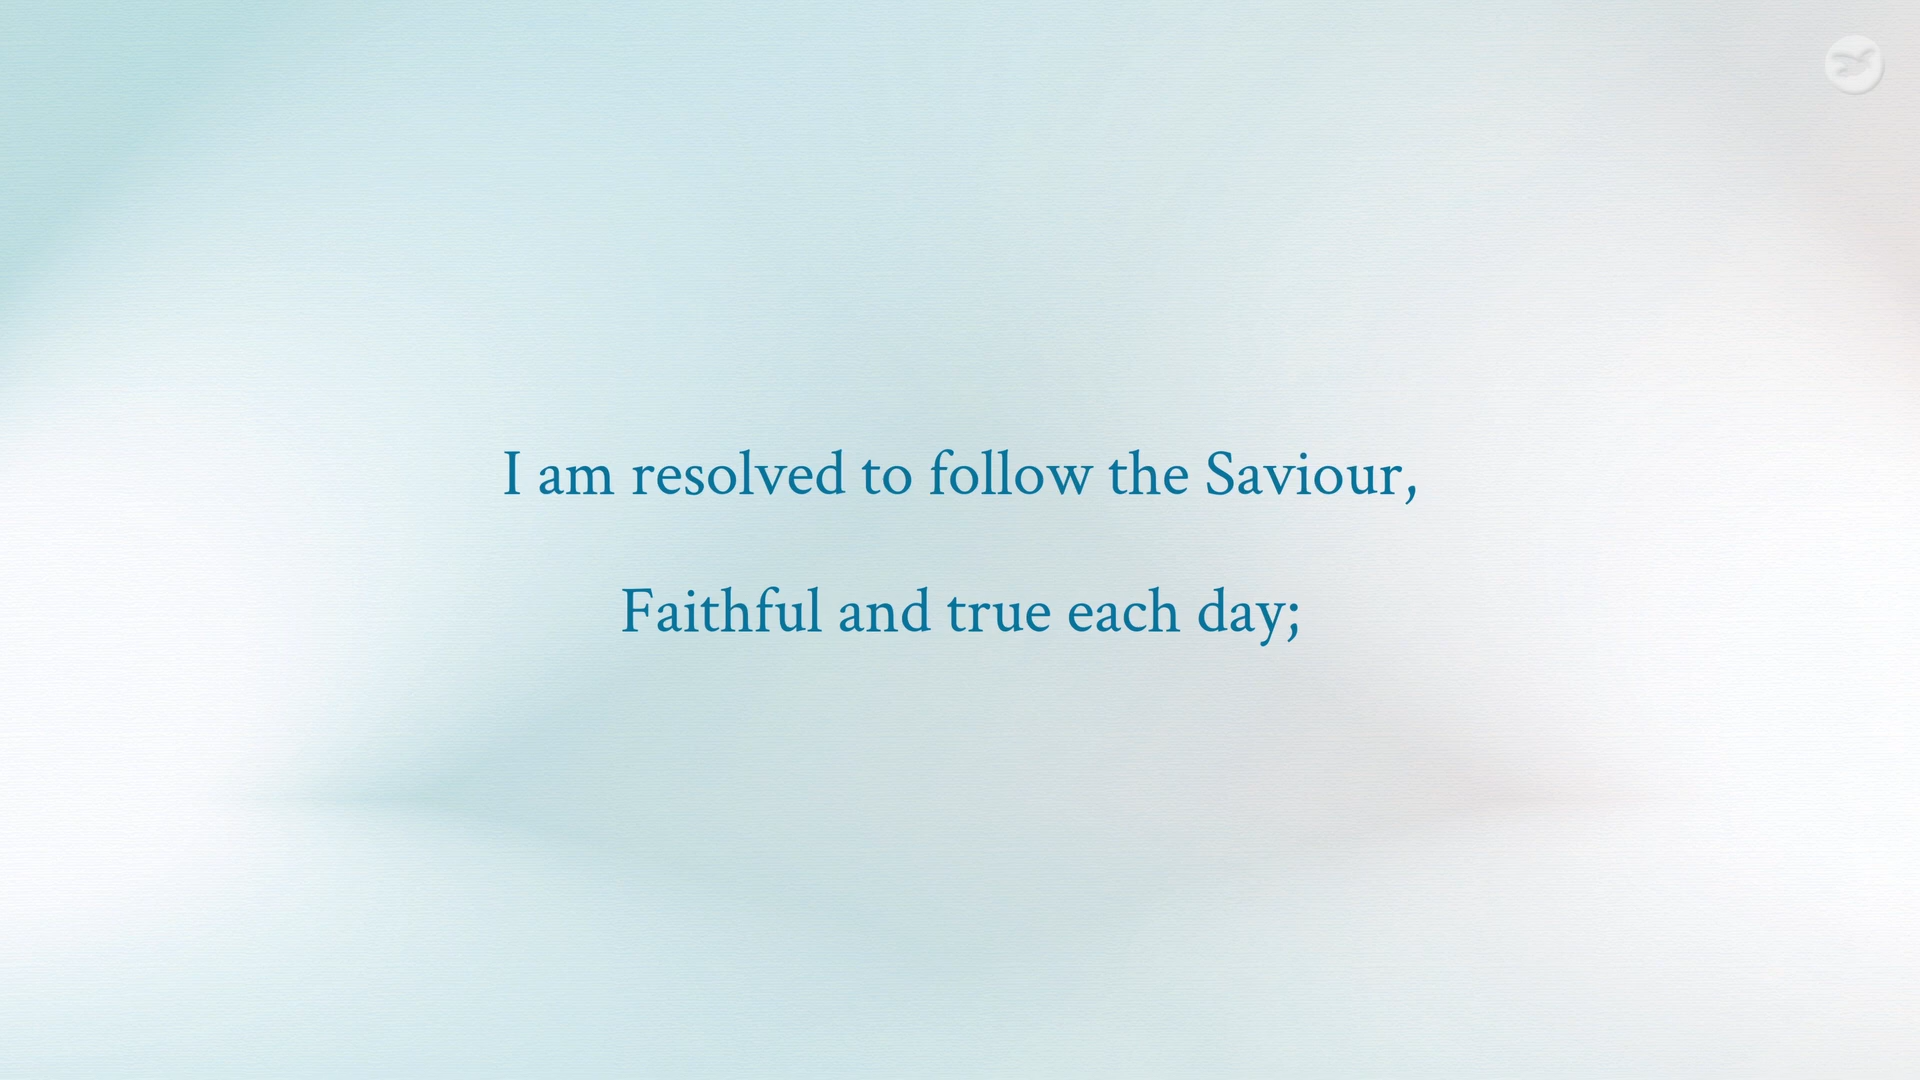 I am resolved to follow the Saviour,
Faithful and true each day;